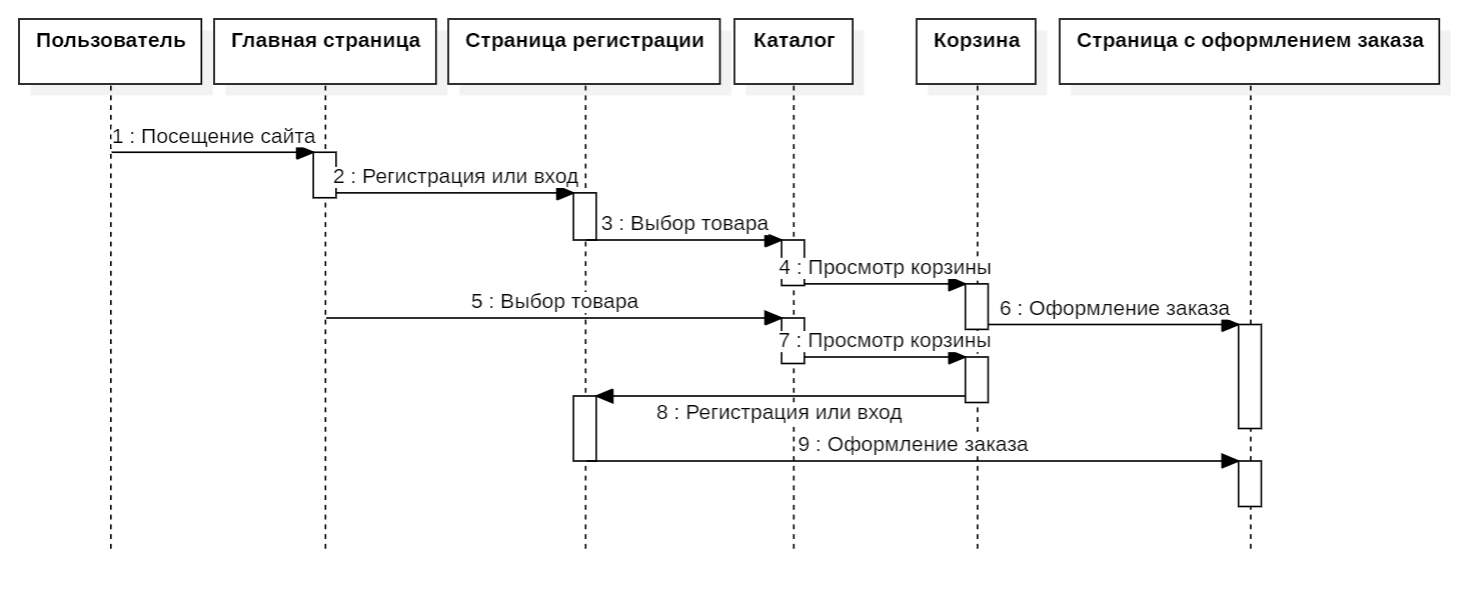 Пользователь
Главная страница
Страница регистрации
Каталог
Корзина
Страница с оформлением заказа
1 : Посещение сайта
2 : Регистрация или вход
3 : Выбор товара
4 : Просмотр корзины
5 : Выбор товара
6 : Оформление заказа
7 : Просмотр корзины
8 : Регистрация или вход
9 : Оформление заказа